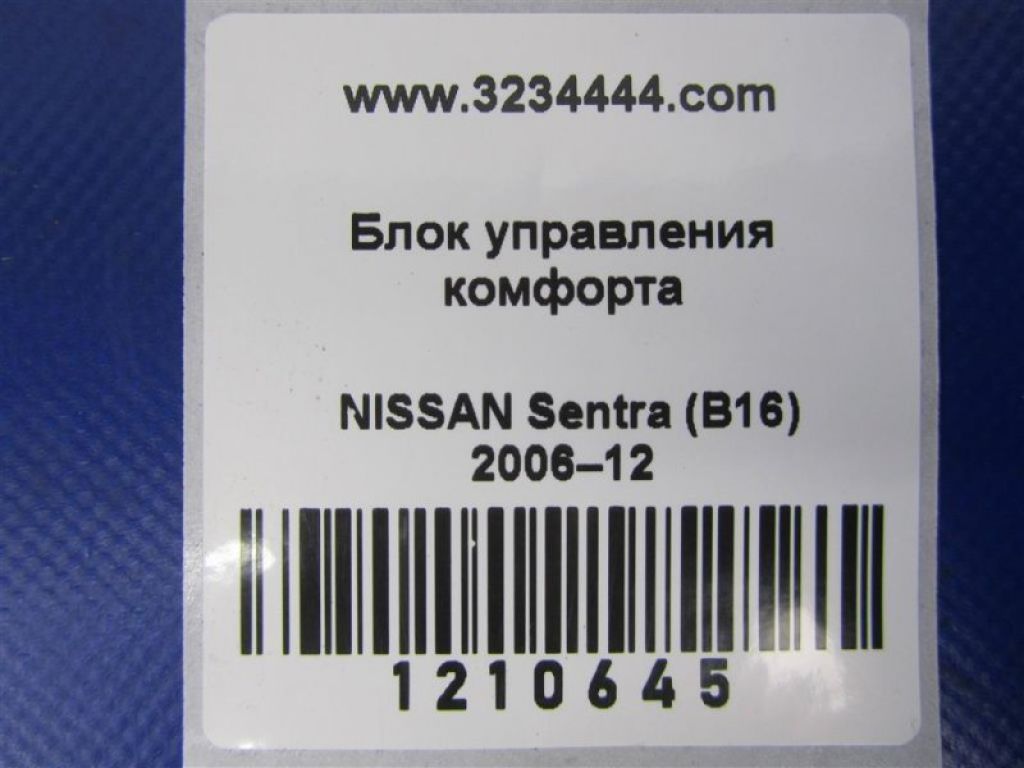 www.3234444.com
Блок управления
комфорта
NISSAN Sentra (B16)
2006–12
1210645